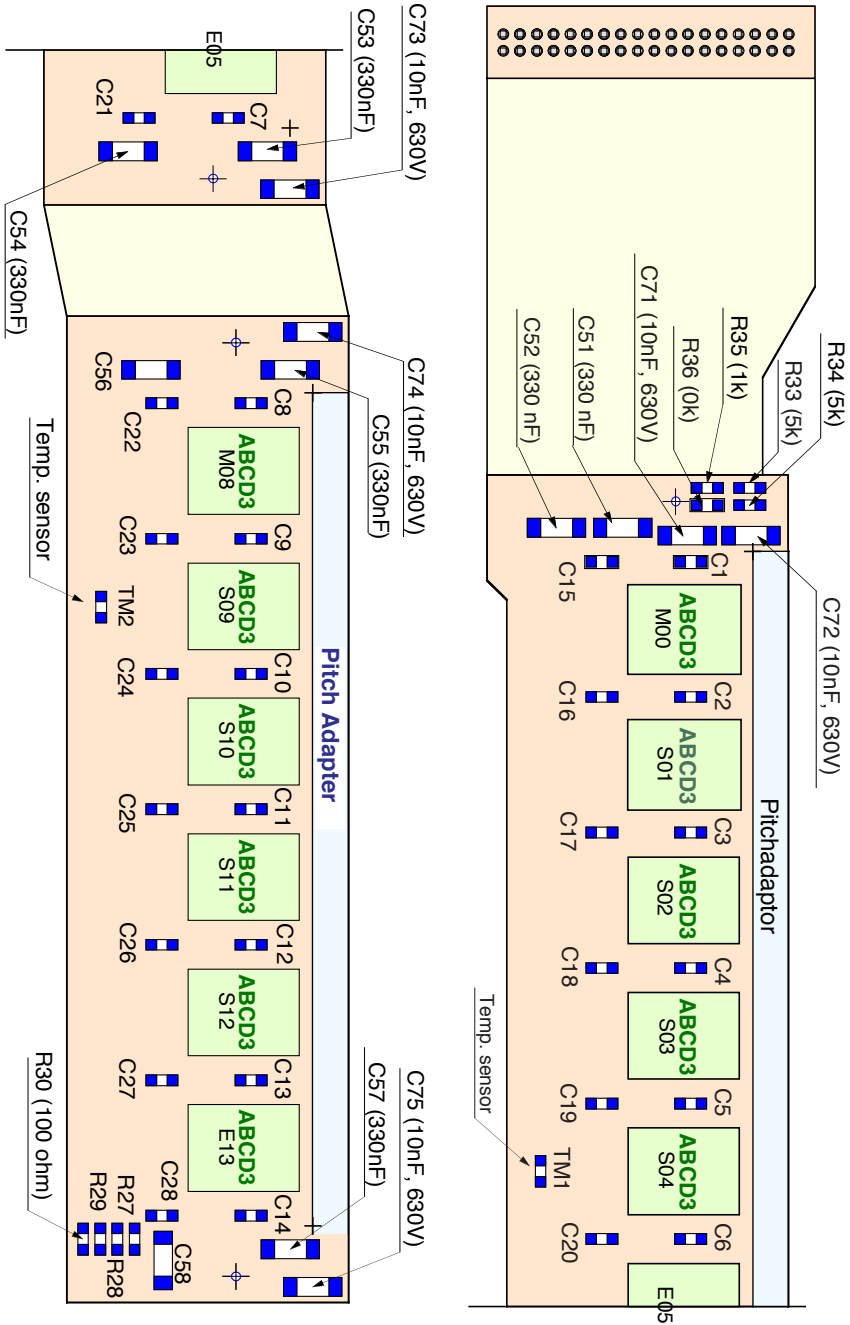 R34 (5k)
R33 (5k)
R35 (1k)
R36 (0k)
C71 (10nF, 630V)
C51 (330 nF)
C52 (330 nF)
C72 (10nF, 630V)
Pitchadaptor
C1
C2
C3
C4
C5
C6
ABCD3
M00
ABCD3
S01
ABCD3
S02
ABCD3
S03
ABCD3
S04
E05
C15
C16
C17
C18
C19
C20
TM1
Temp. sensor
C73 (10nF, 630V)
C53 (330nF)
E05
C7
C21
C54 (330nF)
C74 (10nF, 630V)
C55 (330nF)
C75 (10nF, 630V)
C57 (330nF)
Pitch Adapter
C8
C9
C10
C11
C12
C13
C14
ABCD3
M08
ABCD3
S09
ABCD3
S10
ABCD3
S11
ABCD3
S12
ABCD3
E13
C56
C22
C23
C24
C25
C26
C27
C28
C58
TM2
Temp. sensor
R27
R28
R29
R30 (100 ohm)